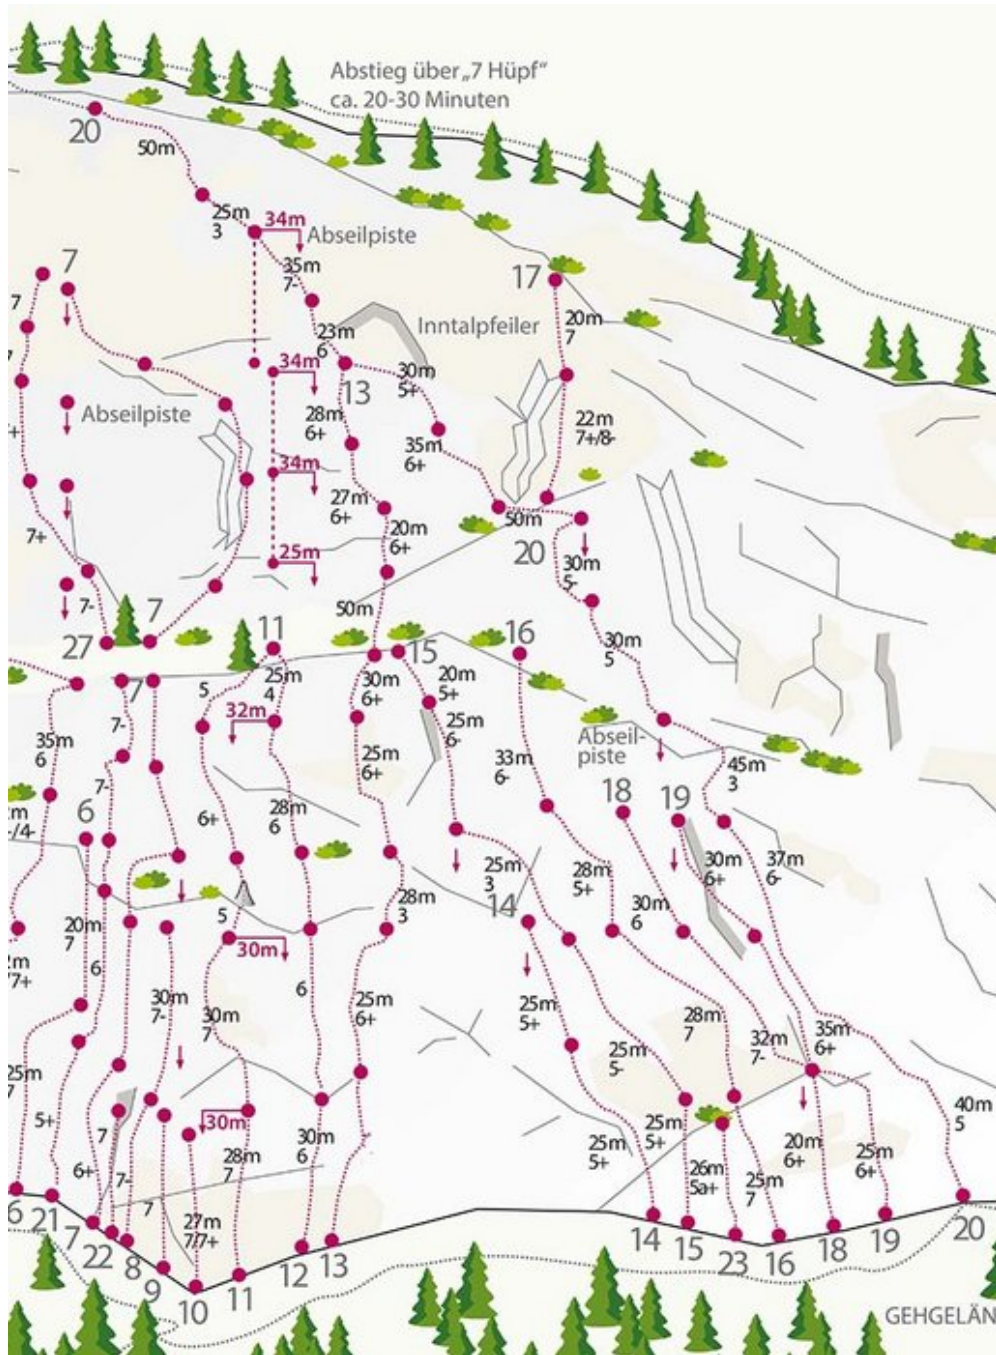 Abstieg über „7 Hüpf"
ca. 20-30 Minuten
20
50m
25m
3
34m
Abseilpiste
35m
7-
7
7
17
20m
7
23m
6
Inntalpfeiler
34m
13
30m
5+
Abseilpiste
28m
6+
22m
7+/8-
35m
6+
34m
27m
6+
20m
6+
50m
20
7+
25m
30m
5-
7-
50m
27
7
11
15
16
30m
5
7
5
25m
4
30m
6+
20m
5+
32m
25m
6-
7-
35m
6
25m
6+
33m
6-
Abseil-
piste
45m
3
7-
18
19
6
6+
28m
6
37m
6-
30m
6+
25m
3
28m
5+
28m
3
14
30m
6
20m
7
5
30m
6
6
30m
7-
30m
7
25m
6+
25m
5+
28m
7
32m
7-
35m
6+
25m
5-
25m
7
40m
5
5+
7
30m
25m
5+
25m
5+
20m
6+
25m
6+
6+
7-
28m
7
30m
6
26m
5a+
25m
7
7
27m
7/7+
6
21
7
22
8
9
10
11
12
13
14
15
23
16
18
19
20
GEHGELÄN